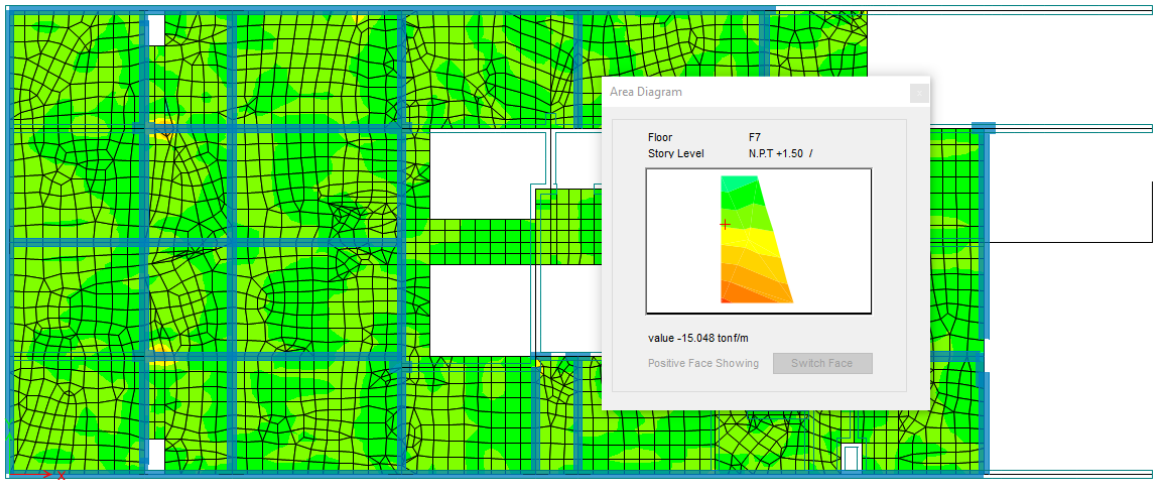 Area Diagram
x
Floor F7
Story Level N.P.T +1.50 /
value -15.048 tonf/m
Positive Face Showing Switch Face
X